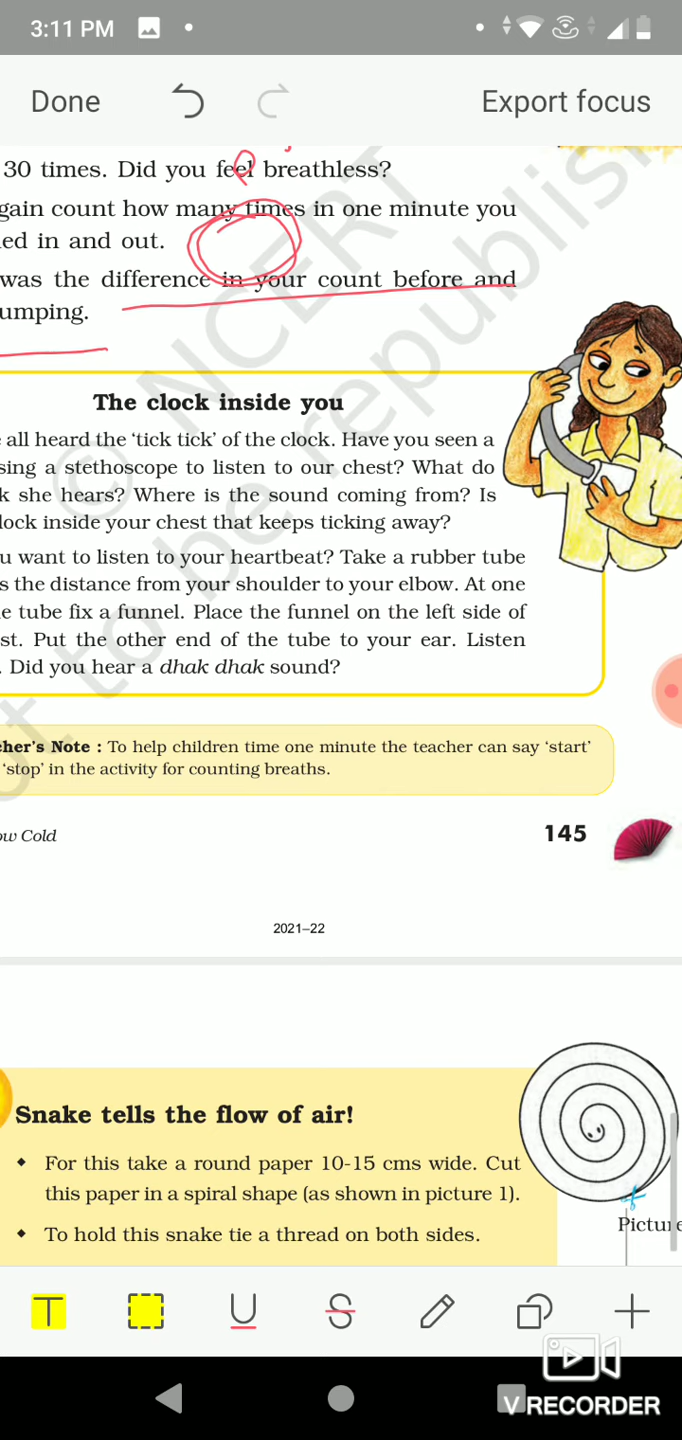 3:11 PM
Done
Export focus
30 times. Did you feel breathless?
gain count how many times in one minute you
ed in and out.
was the difference in your count before and
umping.
The clock inside you
all heard the ‘tick tick’ of the clock. Have you seen a
sing a stethoscope to listen to our chest? What do
k she hears? Where is the sound coming from? Is
lock inside your chest that keeps ticking away?
u want to listen to your heartbeat? Take a rubber tube
s the distance from your shoulder to your elbow. At one
e tube fix a funnel. Place the funnel on the left side of
st. Put the other end of the tube to your ear. Listen
. Did you hear a dhak dhak sound?
cher's Note : To help children time one minute the teacher can say ‘start’
‘stop’ in the activity for counting breaths.
ow Cold
145
2021–22
© NCERT
not to be republish
Snake tells the flow of air!
For this take a round paper 10-15 cms wide. Cut
this paper in a spiral shape (as shown in picture 1).
Picture
To hold this snake tie a thread on both sides.
T
U
S
V RECORDER